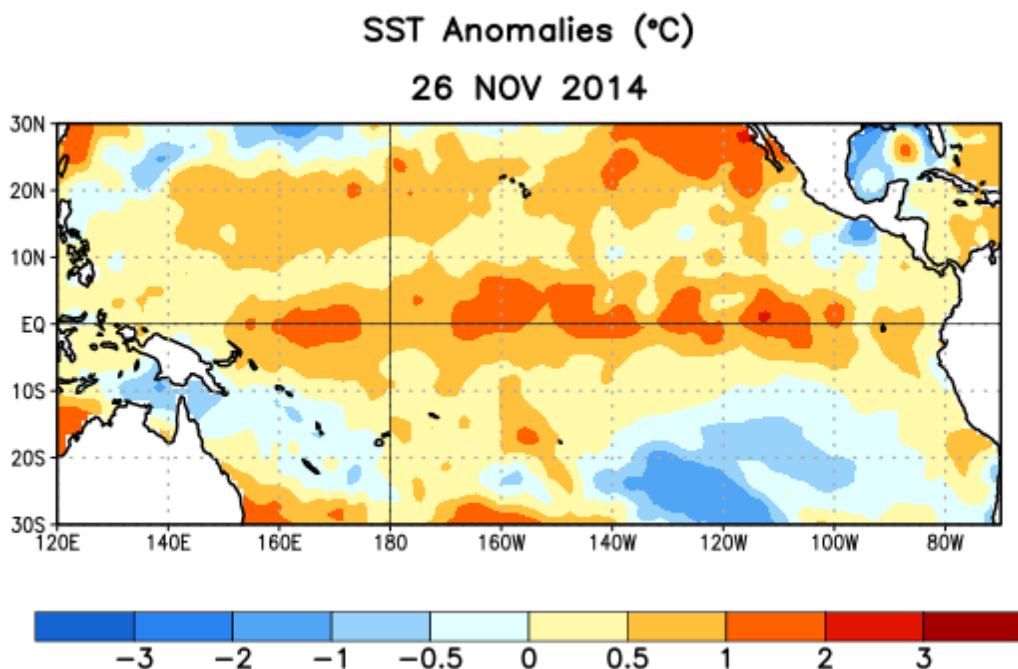 SST Anomalies (°C)
26 NOV 2014
30N
20N
10N
EQ
10S
20S
30S
120E 140E 160E 180 160W 140W 120W 100W 80W
-3 -2 -1 -0.5 0 0.5 1 2 3